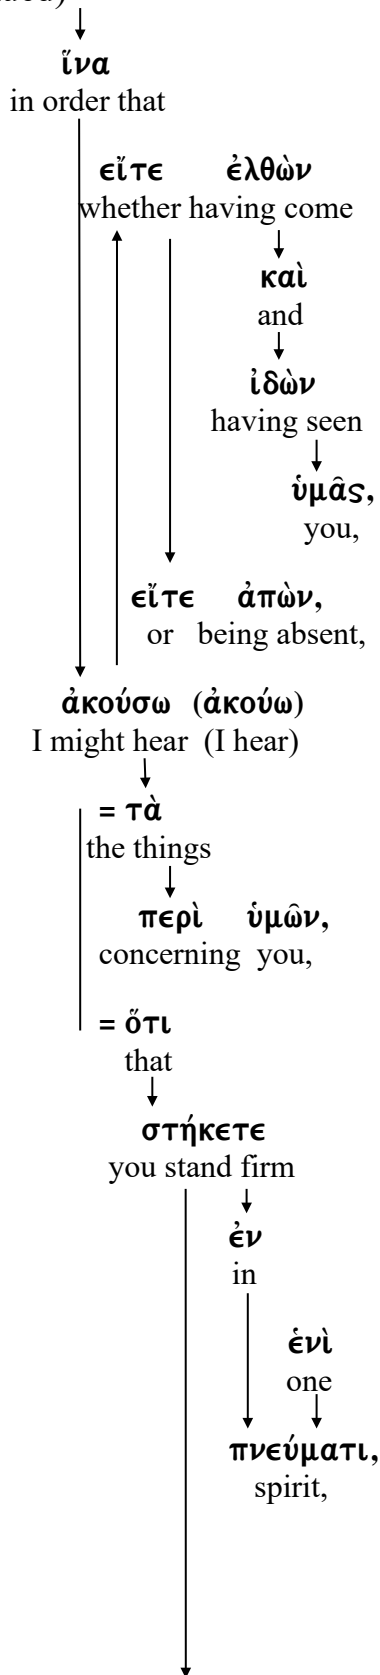 ἵνα
in order that
εἴτε ἐλθὼν
whether having come
καὶ
and
ἰδὼν
having seen
ὑμᾶς,
you,
εἴτε ἀπὼν,
or being absent,
ἀκούσω (ἀκούω)
I might hear (I hear)
= τὰ
the things
περὶ ὑμῶν,
concerning you,
= ὅτι
that
στήκετε
you stand firm
ἐν
in
ἑνὶ
one
πνεύματι,
spirit,